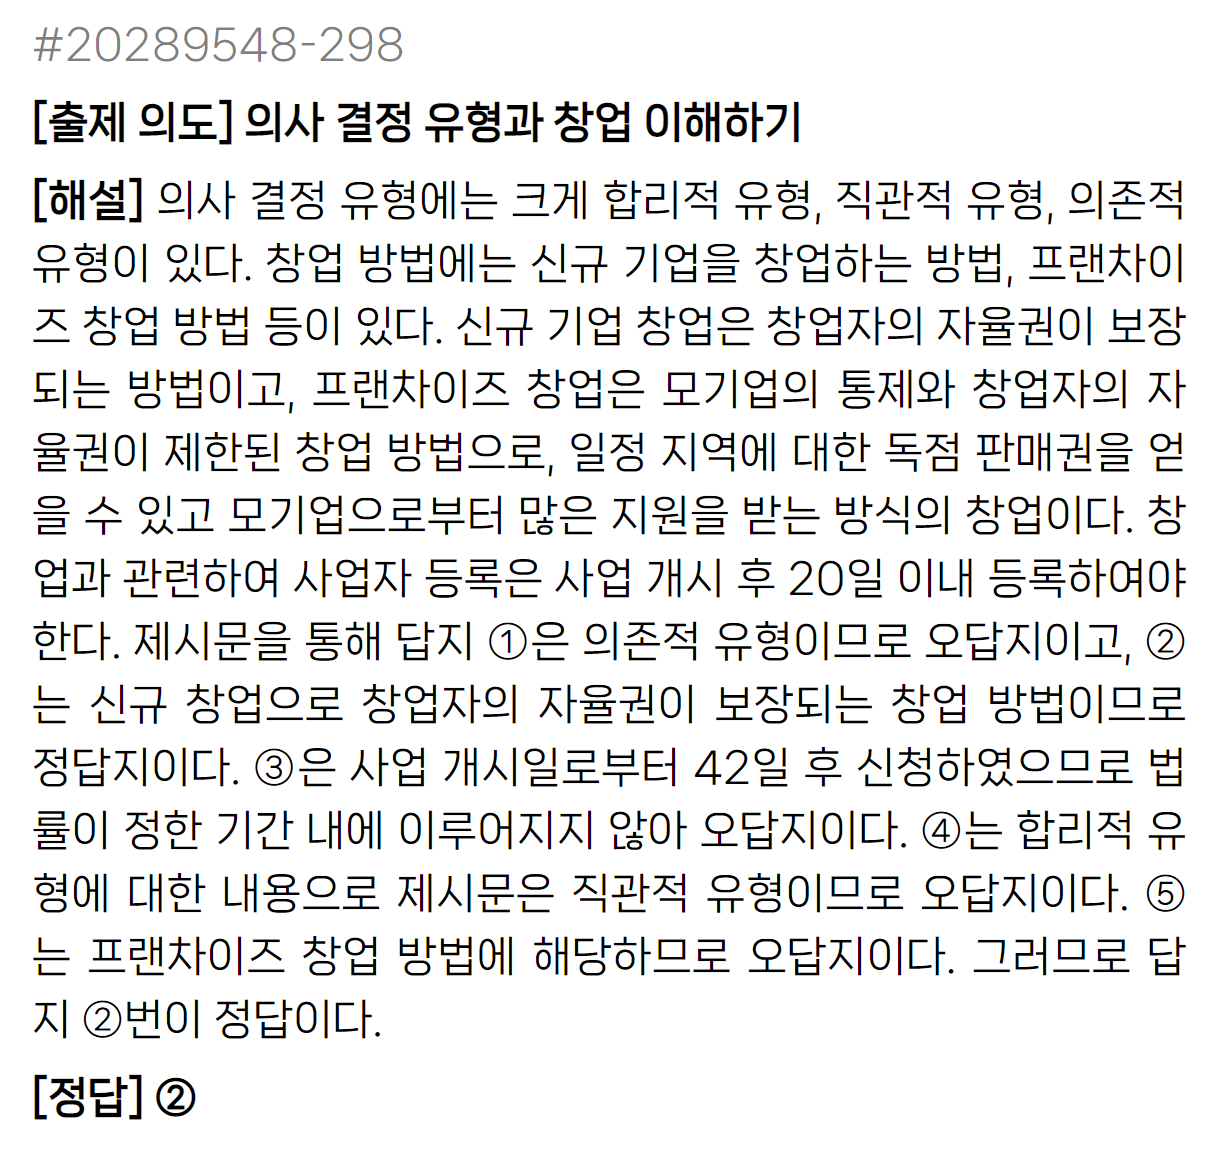 #20289548-298
[출제 의도] 의사 결정 유형과 창업 이해하기
[해설] 의사 결정 유형에는 크게 합리적 유형, 직관적 유형, 의존적
유형이 있다. 창업 방법에는 신규 기업을 창업하는 방법, 프랜차이
즈 창업 방법 등이 있다. 신규 기업 창업은 창업자의 자율권이 보장
되는 방법이고, 프랜차이즈 창업은 모기업의 통제와 창업자의 자
율권이 제한된 창업 방법으로, 일정 지역에 대한 독점 판매권을 얻
을 수 있고 모기업으로부터 많은 지원을 받는 방식의 창업이다. 창
업과 관련하여 사업자 등록은 사업 개시 후 20일 이내 등록하여야
한다. 제시문을 통해 답지 ①은 의존적 유형이므로 오답지이고, ②
는 신규 창업으로 창업자의 자율권이 보장되는 창업 방법이므로
정답지이다. ③은 사업 개시일로부터 42일 후 신청하였으므로 법
률이 정한 기간 내에 이루어지지 않아 오답지이다. ④는 합리적 유
형에 대한 내용으로 제시문은 직관적 유형이므로 오답지이다. ⑤
는 프랜차이즈 창업 방법에 해당하므로 오답지이다. 그러므로 답
지 ②번이 정답이다.
[정답] ②